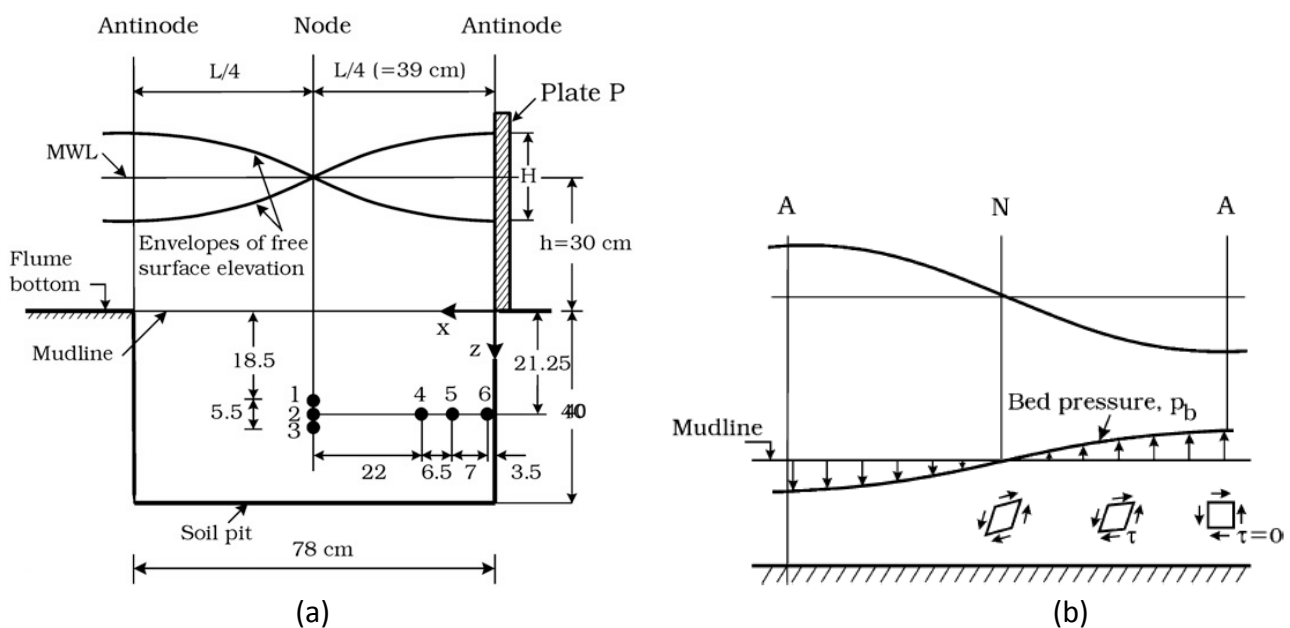 Antinode Node Antinode
L/4 L/4 (=39 cm)
Plate P
MWL
H
Envelopes of free
surface elevation
h=30 cm
Flume
bottom
x
Mudline
z
18.5
21.25
1
2
3
5.5
4 5 6
40
22 6.5 7 3.5
Soil pit
78 cm
(a)
A N A
Bed pressure, p_b
Mudline
τ
τ=0
(b)